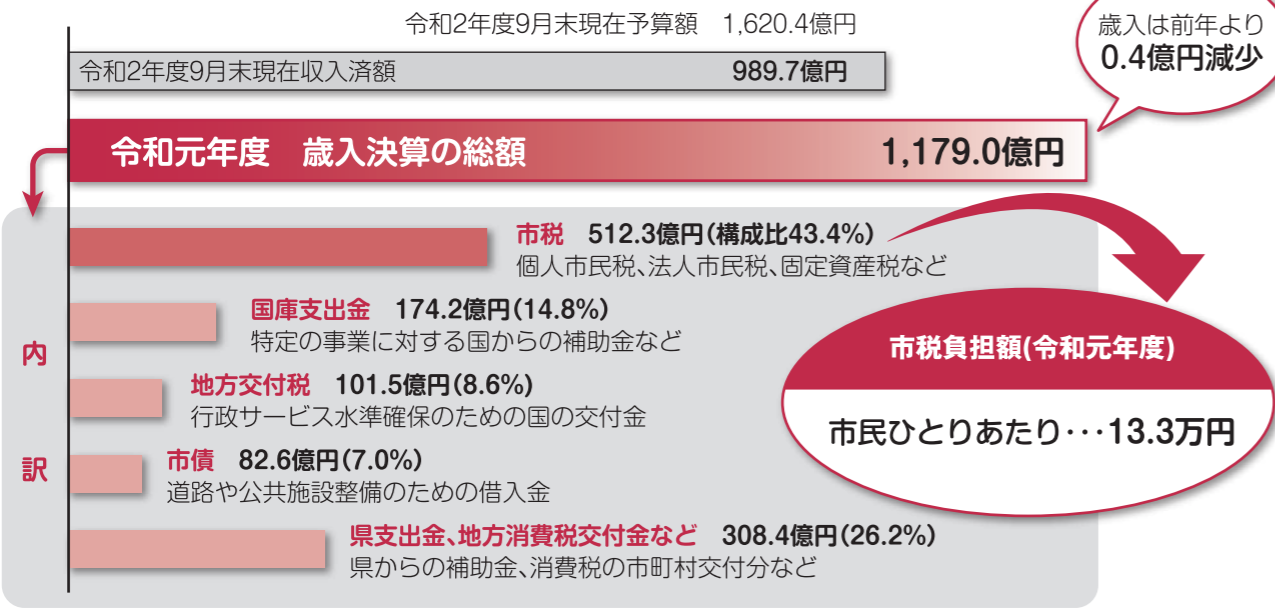 令和2年度9月末現在予算額 1,620.4億円
令和2年度9月末現在収入済額 989.7億円
歳入は前年より
0.4億円減少
令和元年度 歳入決算の総額 1,179.0億円
内訳
市税 512.3億円(構成比43.4%)
個人市民税、法人市民税、固定資産税など
国庫支出金 174.2億円(14.8%)
特定の事業に対する国からの補助金など
地方交付税 101.5億円(8.6%)
行政サービス水準確保のための国の交付金
市債 82.6億円(7.0%)
道路や公共施設整備のための借入金
県支出金、地方消費税交付金など 308.4億円(26.2%)
県からの補助金、消費税の市町村交付分など
市税負担額(令和元年度)
市民ひとりあたり・・・13.3万円